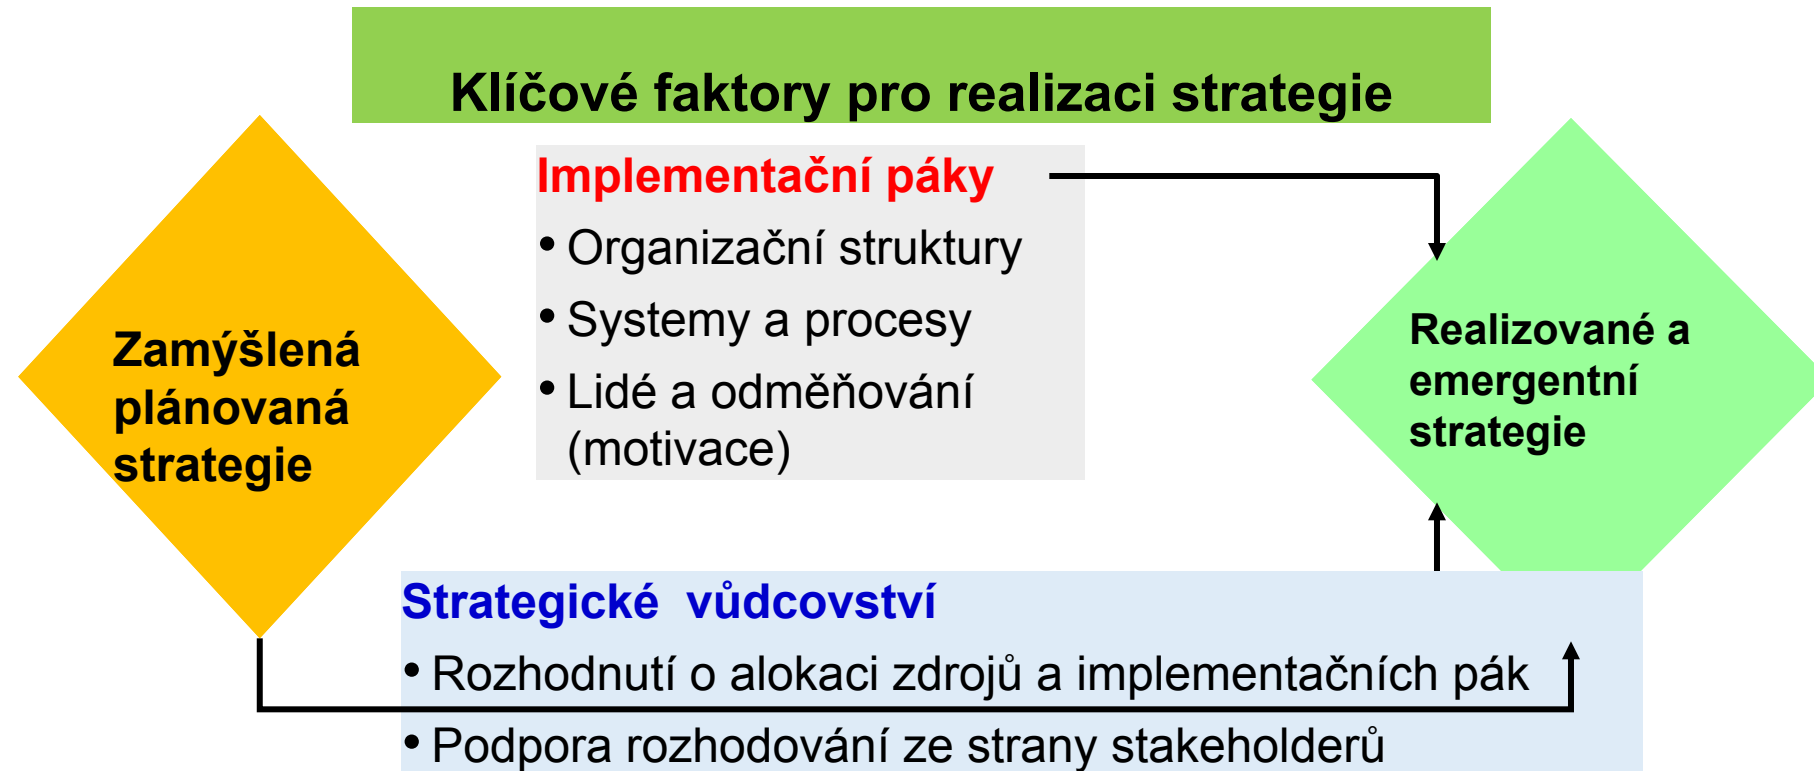 Klíčové faktory pro realizaci strategie
Implementační páky
• Organizační struktury
• Systemy a procesy
• Lidé a odměňování
(motivace)
Zamýšlená
plánovaná
strategie
Realizované a
emergentní
strategie
Strategické vůdcovství
• Rozhodnutí o alokaci zdrojů a implementačních pák
• Podpora rozhodování ze strany stakeholderů